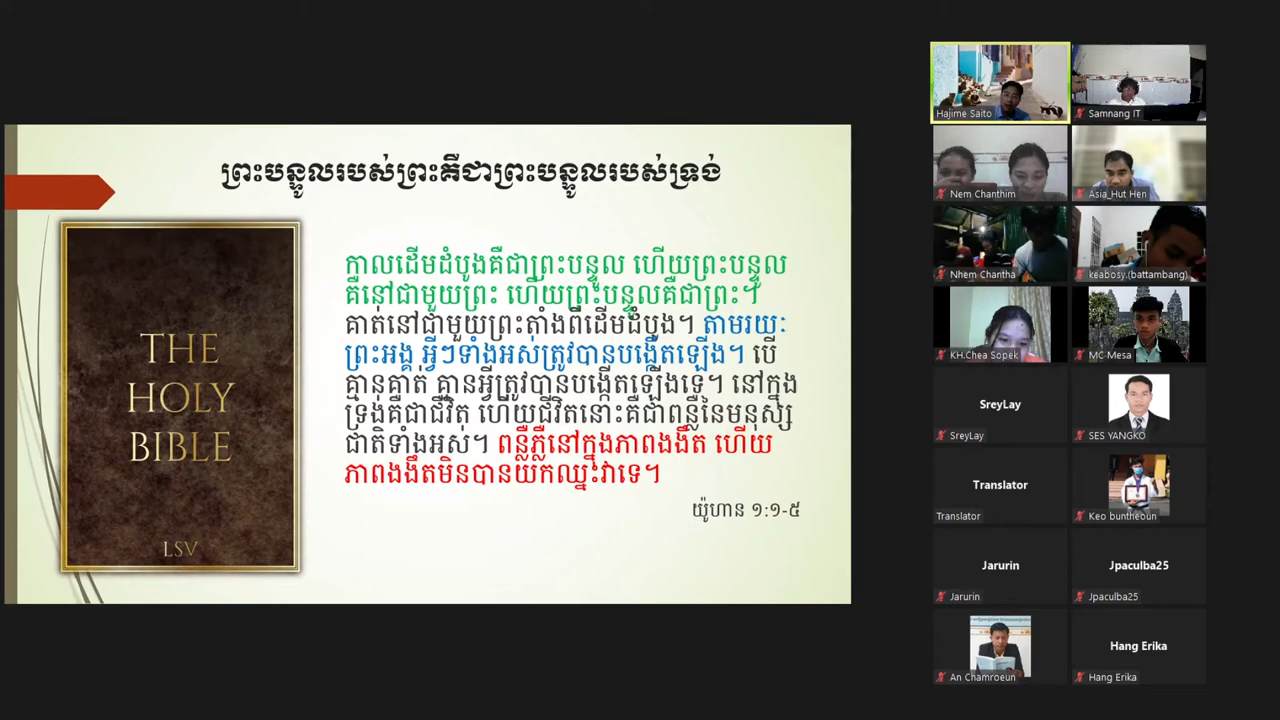 ព្រះបន្ទូលរបស់ព្រះគឺជាព្រះបន្ទូលរបស់ទ្រង់
THE
HOLY
BIBLE
LSV
កាលដើមដំបូងគឺជាព្រះបន្ទូល ហើយព្រះបន្ទូល
គឺនៅជាមួយព្រះ ហើយព្រះបន្ទូលគឺជាព្រះ។
គាត់នៅជាមួយព្រះតាំងពីដើមដំបូង។ តាមរយៈ
ព្រះអង្គ អ្វីៗទាំងអស់ត្រូវបានបង្កើតឡើង។ បើ
គ្មានគាត់ គ្មានអ្វីត្រូវបានបង្កើតឡើងទេ។ នៅក្នុង
ទ្រង់គឺជាជីវិត ហើយជីវិតនោះគឺជាពន្លឺនៃមនុស្ស
ជាតិទាំងអស់។ ពន្លឺភ្លឺនៅក្នុងភាពងងឹត ហើយ
ភាពងងឹតមិនបានយកឈ្នះវាទេ។
យ៉ូហាន ១:១-៥
Hajime Saito
Samnang IT
Nem Chanthim
Asia_Hut Hen
Nhem Chantha
keabosy.(battambang)
KH.Chea Sopek
MC Mesa
SreyLay
SreyLay
SES YANGKO
Translator
Translator
Keo buntheoun
Jarurin
Jarurin
Jpaculba25
Jpaculba25
An Chamroeun
Hang Erika
Hang Erika